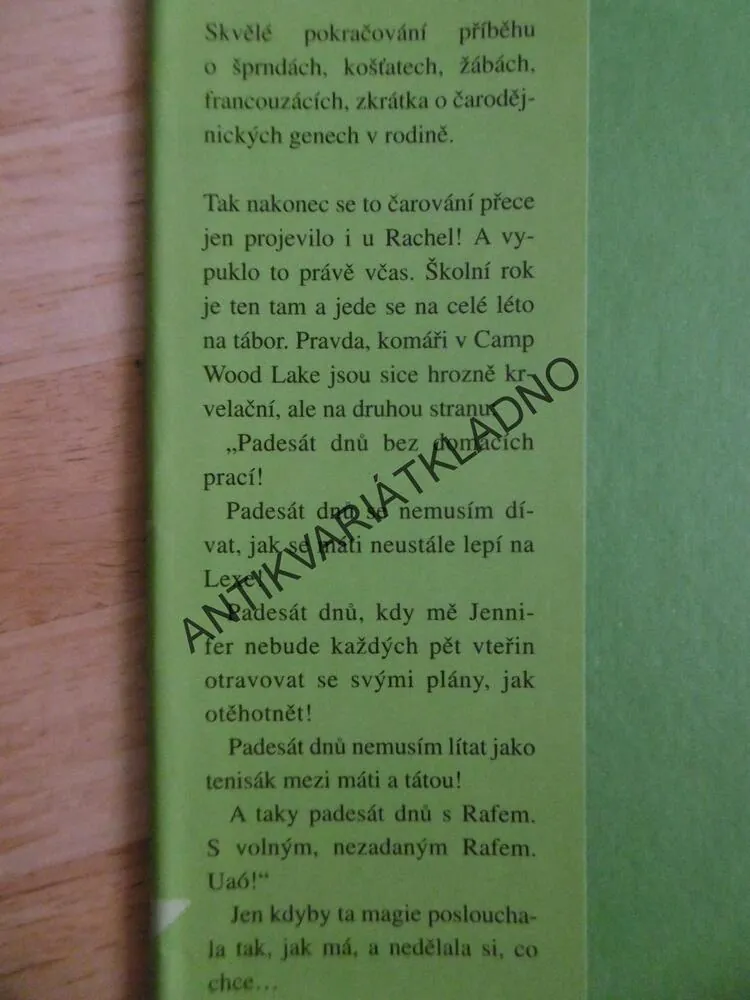 Skvělé pokračování příběhu
o šprndách, košťatech, žábách,
francouzácích, zkrátka o čaroděj-
nických genech v rodině.
Tak nakonec se to čarování přece
jen projevilo i u Rachel! A vy-
puklo to právě včas. Školní rok
je ten tam a jede se na celé léto
na tábor. Pravda, komáři v Camp
Wood Lake jsou sice hrozně kr-
velační, ale na druhou stranu
„Padesát dnů bez domácích
prací!
Padesát dnů se nemusím dí-
vat, jak se máti neustále lepí na
Lexe!
Padesát dnů, kdy mě Jenni-
fer nebude každých pět vteřin
otravovat se svými plány, jak
otěhotnět!
Padesát dnů nemusím lítat jako
tenisák mezi máti a tátou!
A taky padesát dnů s Rafem.
S volným, nezadaným Rafem.
Uaó!“
Jen kdyby ta magie posloucha-
la tak, jak má, a nedělala si, co
chce…
ANTIKVARIÁTKLADNO